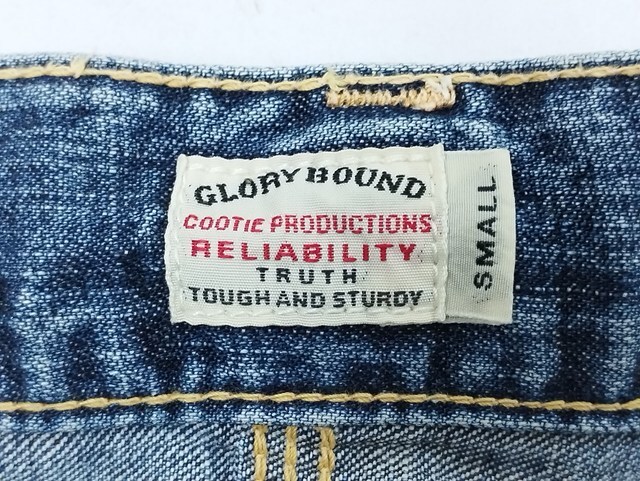 GLORY BOUND
COOTIE PRODUCTIONS
RELIABILITY
TRUTH
TOUGH AND STURDY
SMALL